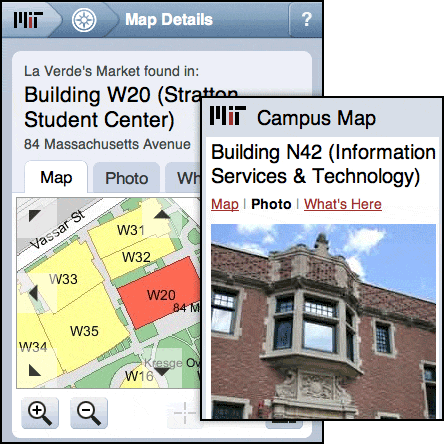 MIT
Map Details
?
La Verde's Market found in:
Building W20 (Stratton
Student Center)
84 Massachusetts Avenue
Map
Photo
Vassar St
W31
W32
W33
W20
84 M
W35
W34
Kresge Ov
W16
MIT
Campus Map
Building N42 (Information
Services & Technology)
Map | Photo | What's Here